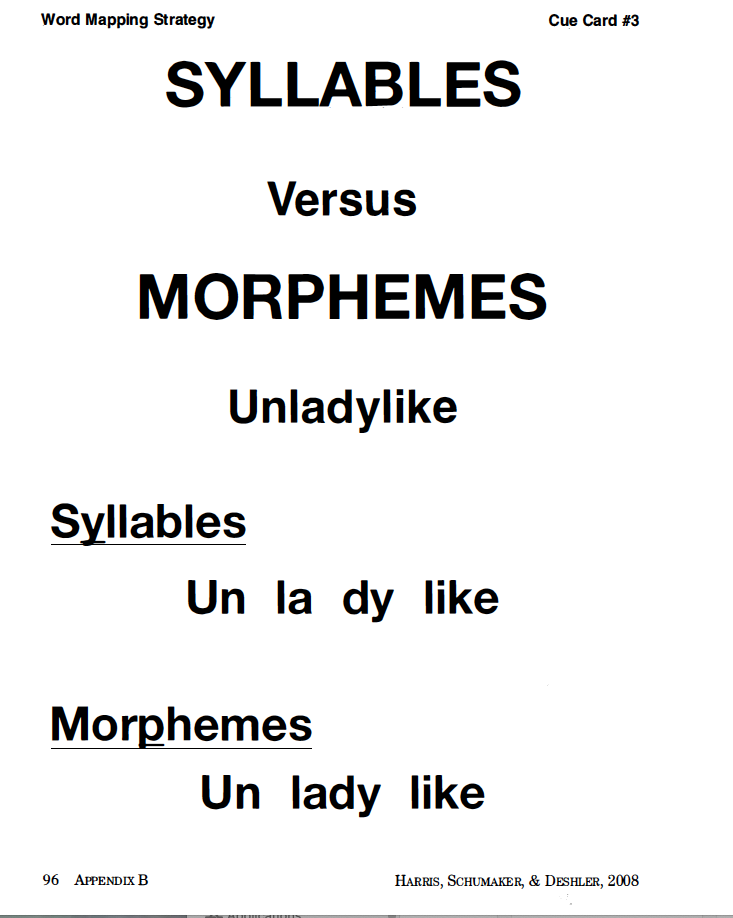 Word Mapping Strategy Cue Card #3
SYLLABLES
Versus
MORPHEMES
Unladylike
Syllables
Un la dy like
Morphemes
Un lady like
96 APPENDIX B HARRIS, SCHUMAKER, & DESHLER, 2008